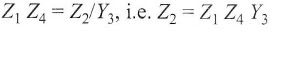 Z₁ Z₄ = Z₂/Y₃, i.e. Z₂ = Z₁ Z₄ Y₃